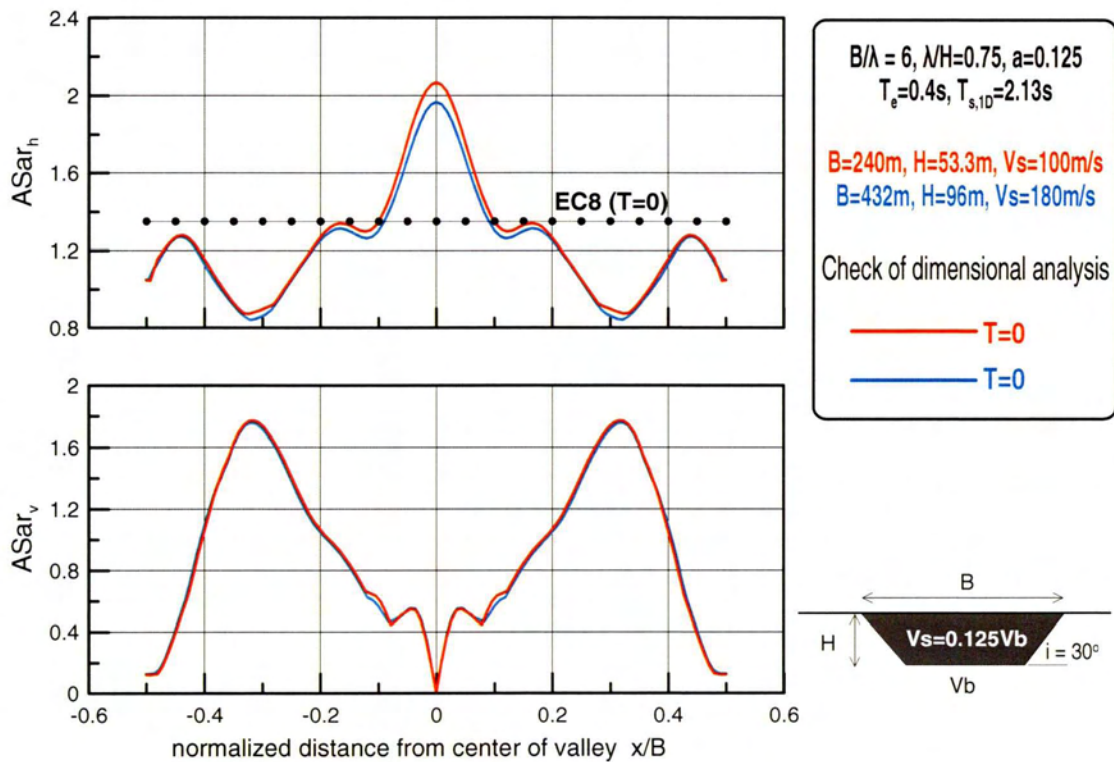 2.4
2
1.6
1.2
0.8
ASar_h
EC8 (T=0)
2
1.6
1.2
0.8
0.4
0
ASar_v
-0.6
-0.4
-0.2
0
0.2
0.4
0.6
normalized distance from center of valley x/B
B/λ = 6, λ/H=0.75, a=0.125
T_e=0.4s, T_s,1D=2.13s
B=240m, H=53.3m, Vs=100m/s
B=432m, H=96m, Vs=180m/s
Check of dimensional analysis
T=0
T=0
B
H
Vs=0.125Vb
i = 30º
Vb